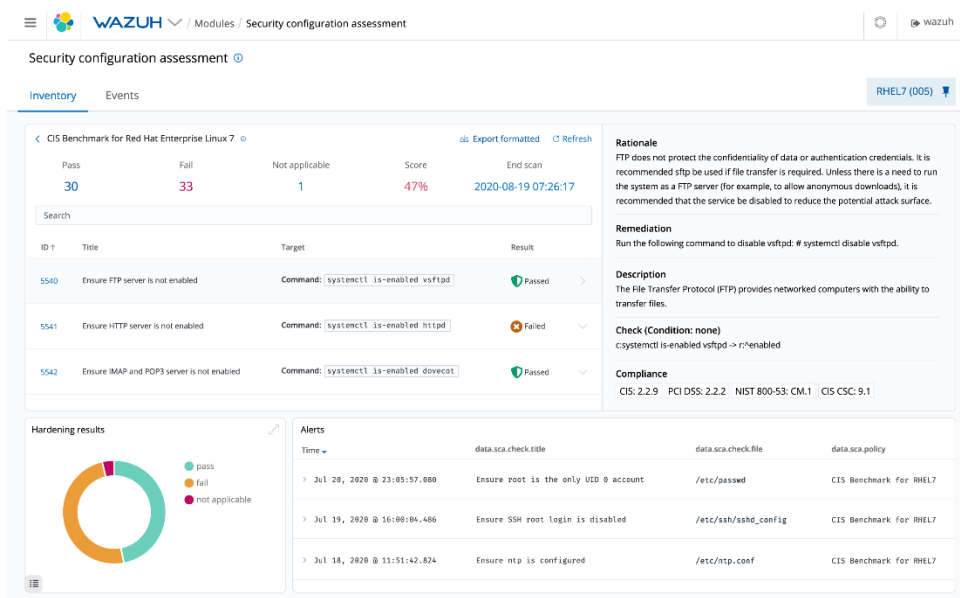 WAZUH / Modules / Security configuration assessment
wazuh
Security configuration assessment
Inventory Events
RHEL7 (005)
CIS Benchmark for Red Hat Enterprise Linux 7
Export formatted Refresh
Pass Fail Not applicable Score End scan
30 33 1 47% 2020-08-19 07:26:17
Search
ID ↑ Title Target Result
5540 Ensure FTP server is not enabled Command: systemctl is-enabled vsftpd Passed
5541 Ensure HTTP server is not enabled Command: systemctl is-enabled httpd Failed
5542 Ensure IMAP and POP3 server is not enabled Command: systemctl is-enabled dovecot Passed
Rationale
FTP does not protect the confidentiality of data or authentication credentials. It is
recommended sftp be used if file transfer is required. Unless there is a need to run
the system as a FTP server (for example, to allow anonymous downloads), it is
recommended that the service be disabled to reduce the potential attack surface.
Remediation
Run the following command to disable vsftpd: # systemctl disable vsftpd.
Description
The File Transfer Protocol (FTP) provides networked computers with the ability to
transfer files.
Check (Condition: none)
c:systemctl is-enabled vsftpd -> r:^enabled
Compliance
CIS: 2.2.9 PCI DSS: 2.2.2 NIST 800-53: CM.1 CIS CSC: 9.1
Hardening results
pass
fail
not applicable
Alerts
Time data.sca.check.title data.sca.check.file data.sca.policy
Jul 20, 2020 @ 23:05:57.080 Ensure root is the only UID 0 account /etc/passwd CIS Benchmark for RHEL7
Jul 19, 2020 @ 16:00:04.486 Ensure SSH root login is disabled /etc/ssh/sshd_config CIS Benchmark for RHEL7
Jul 18, 2020 @ 11:51:42.824 Ensure ntp is configured /etc/ntp.conf CIS Benchmark for RHEL7